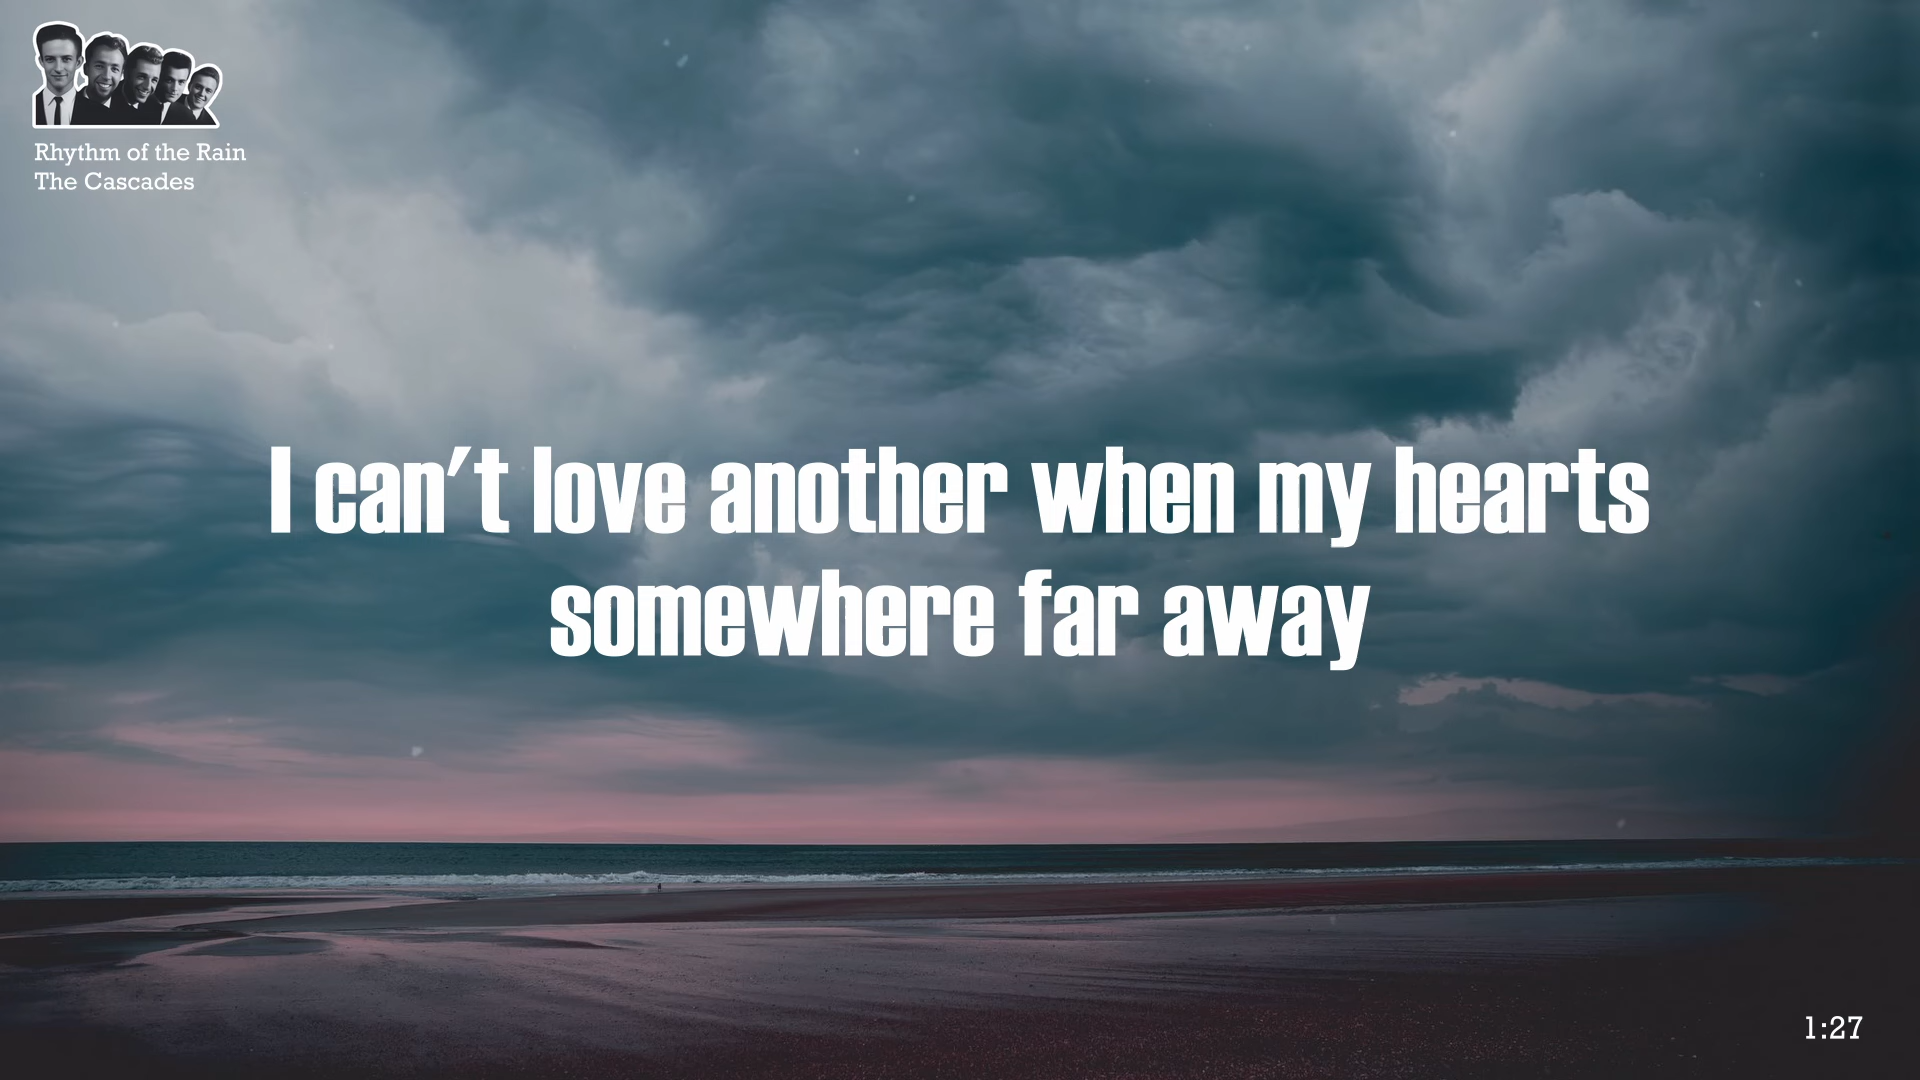 Rhythm of the Rain
The Cascades
I can't love another when my hearts
somewhere far away
1:27